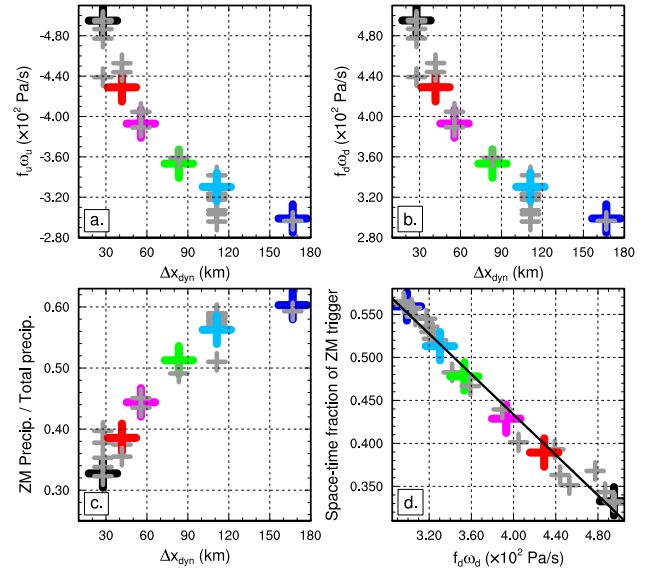 -4.80
-4.40
-4.00
-3.60
-3.20
-2.80
fuωu (×10² Pa/s)
a.
30 60 90 120 150 180
Δxdyn (km)
4.80
4.40
4.00
3.60
3.20
2.80
fdωd (×10² Pa/s)
b.
30 60 90 120 150 180
Δxdyn (km)
0.60
0.50
0.40
0.30
ZM Precip. / Total precip.
c.
30 60 90 120 150 180
Δxdyn (km)
0.550
0.500
0.450
0.400
0.350
Space-time fraction of ZM trigger
d.
3.20 4.00 4.80
fdωd (×10² Pa/s)